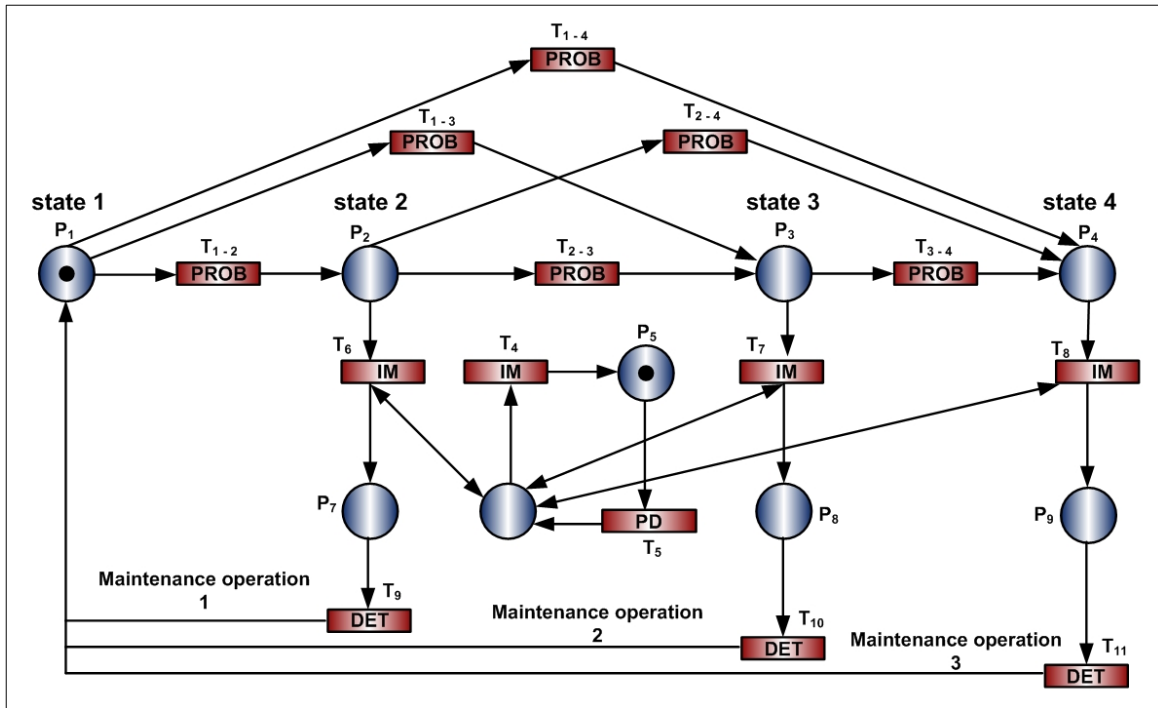 T1 - 4
PROB
T1 - 3
PROB
T2 - 4
PROB
state 1
state 2
state 3
state 4
P1
P2
P3
P4
T1 - 2
PROB
T2 - 3
PROB
T3 - 4
PROB
T6
IM
T4
IM
P5
T7
IM
T8
IM
P7
P8
P9
PD
T5
Maintenance operation
1
T9
DET
Maintenance operation
2
T10
DET
Maintenance operation
3
T11
DET